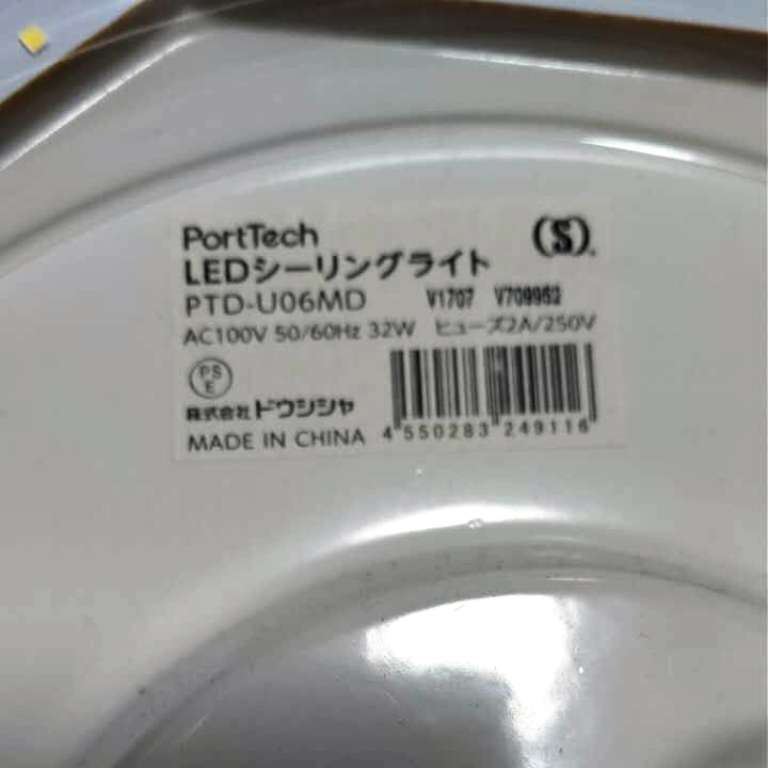 PortTech
(S)
LEDシーリングライト
PTD-U06MD V1707 V709952
AC100V 50/60Hz 32W ヒューズ2A/250V
PS
E
株式会社ドウシシャ
MADE IN CHINA 4 550283 249116